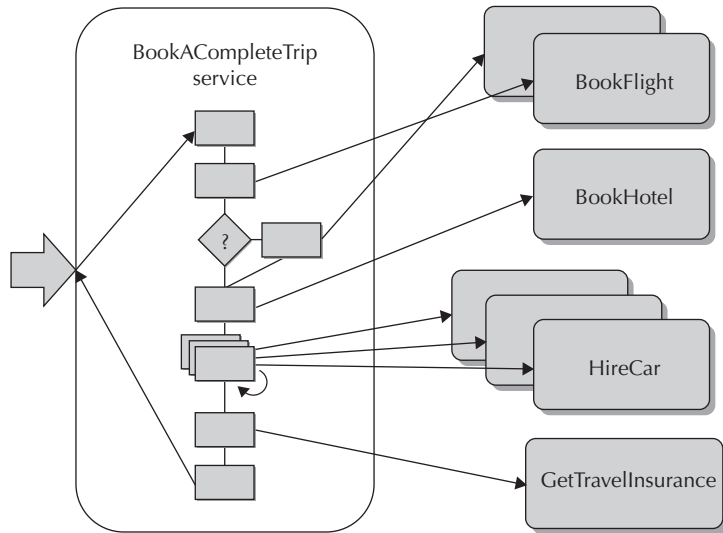 BookACompleteTrip
service
?
BookFlight
BookHotel
HireCar
GetTravelInsurance